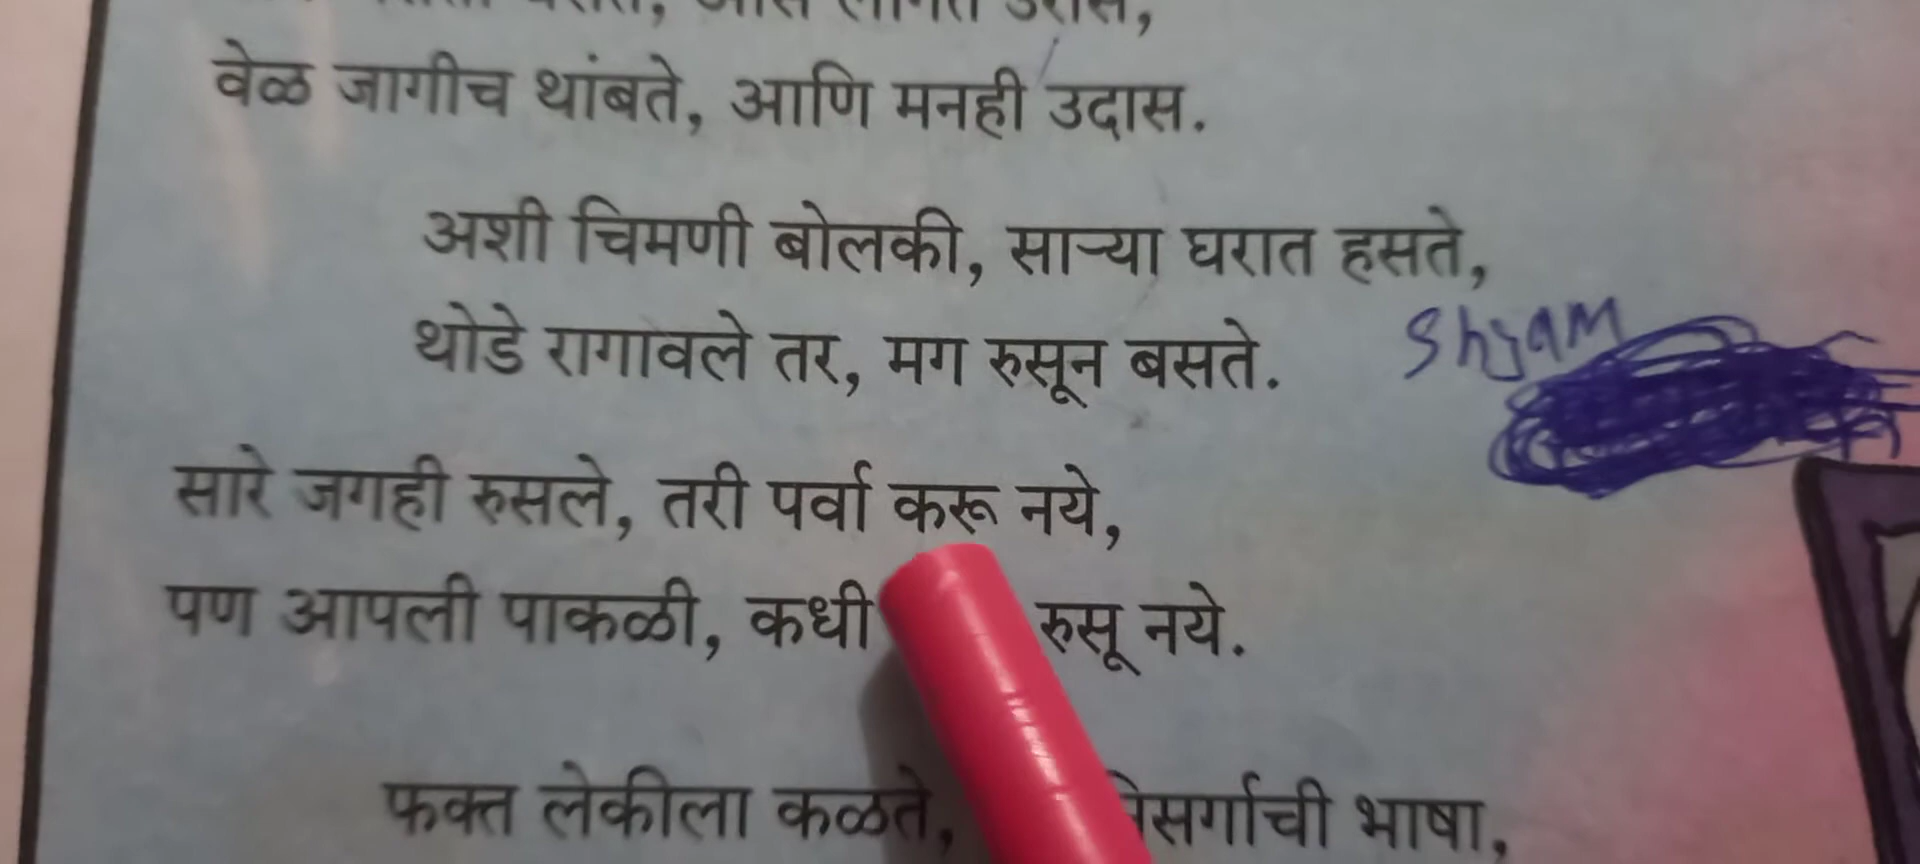 वेळ जागीच थांबते, आणि मनही उदास.
अशी चिमणी बोलकी, साऱ्या घरात हसते,
थोडे रागावले तर, मग रुसून बसते.
Shyam
सारे जगही रुसले, तरी पर्वा करू नये,
पण आपली पाकळी, कधी रुसू नये.
फक्त लेकीला कळते, भाषा,